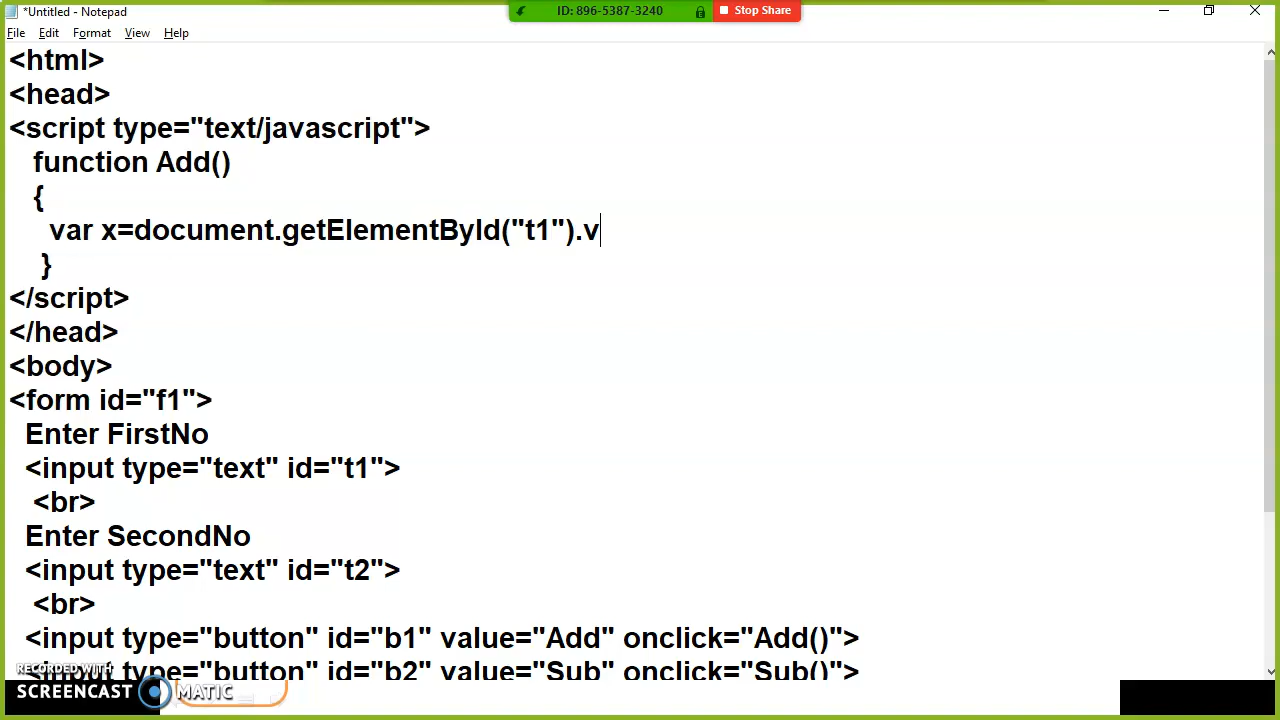 *Untitled - Notepad
ID: 896-5387-3240
Stop Share
File Edit Format View Help
<html>
<head>
<script type="text/javascript">
function Add()
{
var x=document.getElementById("t1").v
}
</script>
</head>
<body>
<form id="f1">
Enter FirstNo
<input type="text" id="t1">
<br>
Enter SecondNo
<input type="text" id="t2">
<br>
<input type="button" id="b1" value="Add" onclick="Add()">
<input type="button" id="b2" value="Sub" onclick="Sub()">
RECORDED WITH
SCREENCAST MATIC